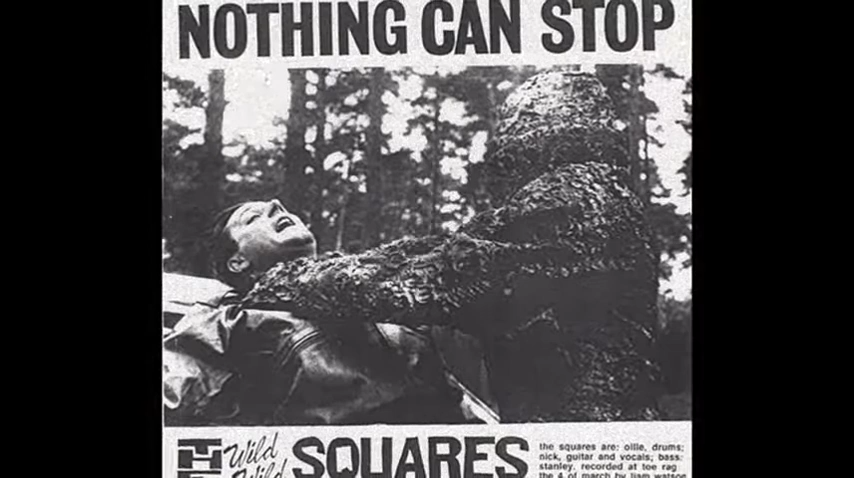 NOTHING CAN STOP
THE Wild Wild SQUARES
the squares are: ollie, drums;
nick, guitar and vocals; bass:
stanley. recorded at toe rag
the 4 of march by liam watson